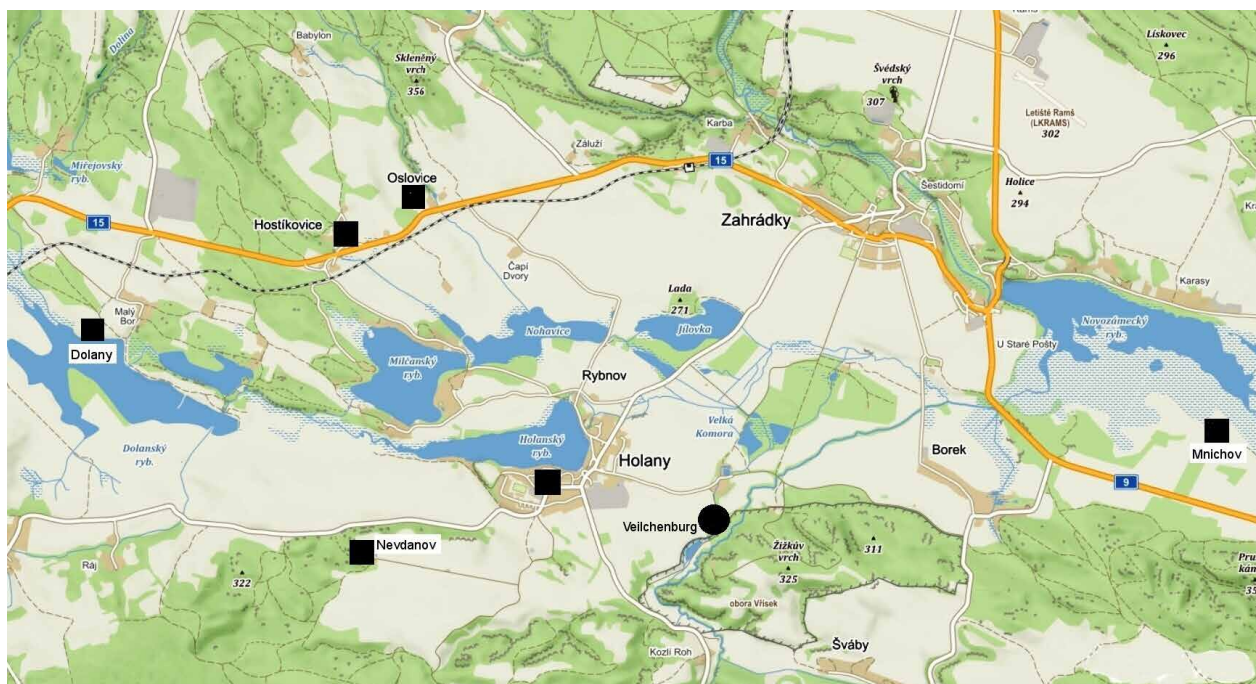 Dolina
Babylon
Skleněný
vrch
356
Karba
Švédský
vrch
307
Lískovec
296
Letiště Ramš
(LKRAMS)
302
Miřejovský
ryb.
Záluží
15
Oslovice
Šestidomí
Holice
294
15
Hostíkovice
Zahrádky
Čapí
Dvory
Karasy
Malý
Bor
Lada
271
Dolany
Nohavice
Jílovka
Novozámecký
ryb.
U Staré Pošty
Milčanský
ryb.
Rybnov
Velká
Komora
Dolanský
ryb.
Holanský
ryb.
Holany
Borek
Mnichov
9
Veilchenburg
Nevdanov
Ráj
322
Žižkův
vrch
325
311
obora Vřísek
Kozlí Roh
Šváby